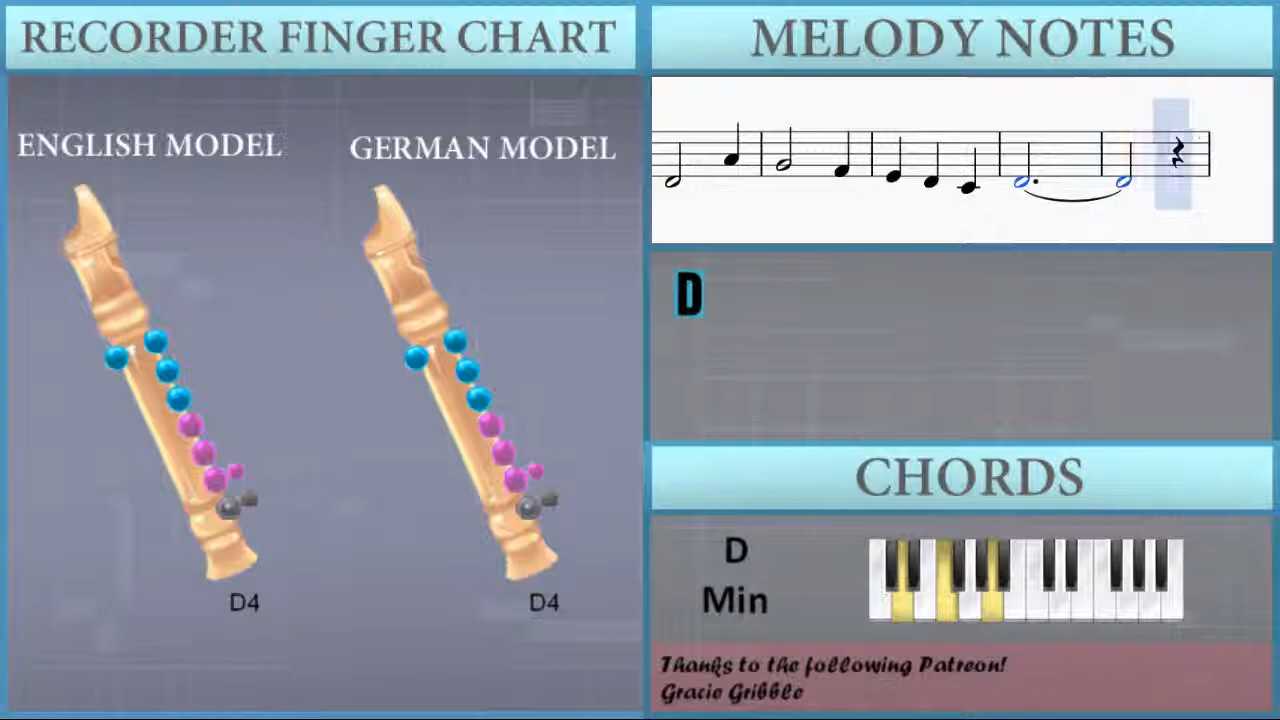 RECORDER FINGER CHART
ENGLISH MODEL
GERMAN MODEL
D4
D4
MELODY NOTES
D
CHORDS
D
Min
Thanks to the following Patreon!
Gracie Gribble